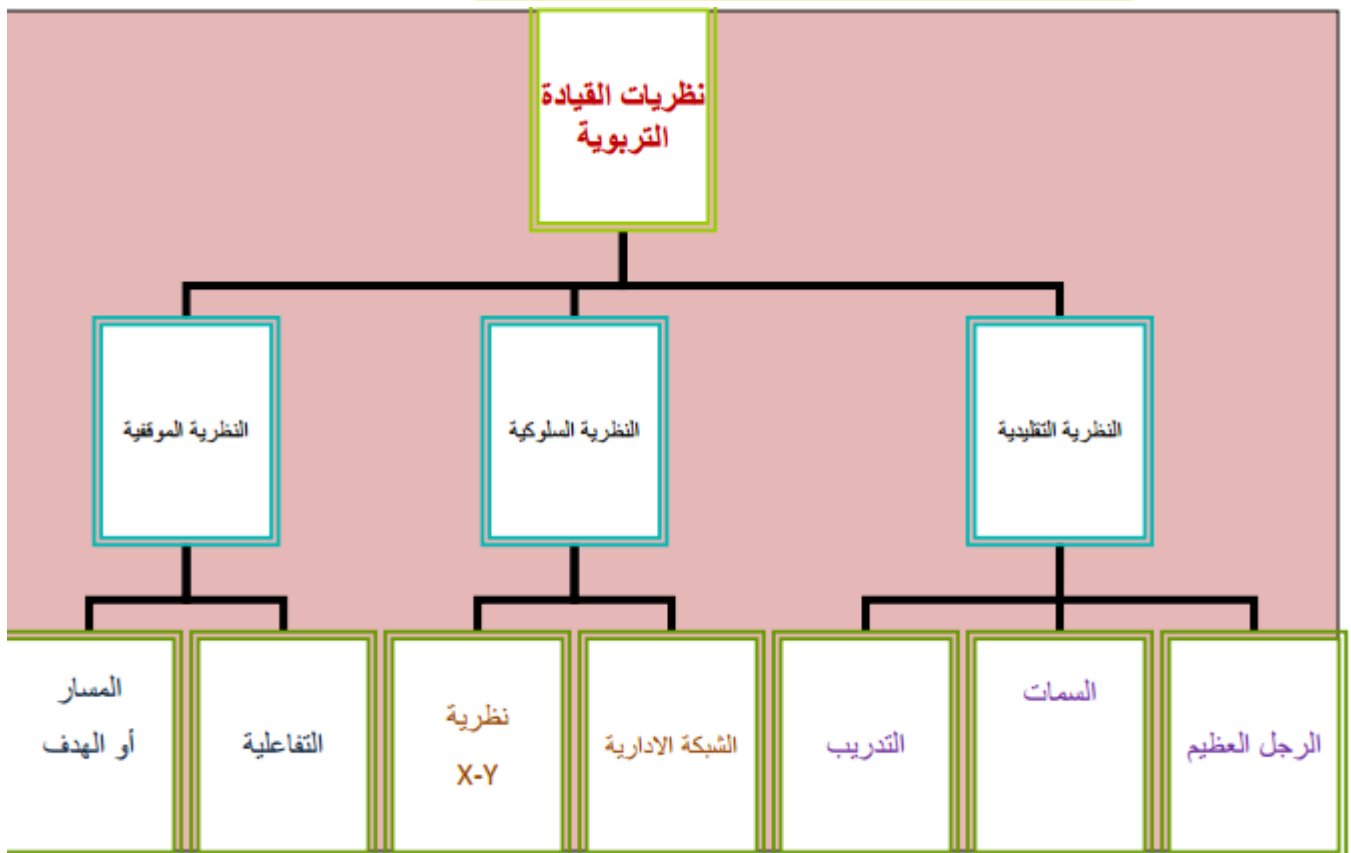 نظريات القيادة
التربوية
النظرية التقليدية
النظرية السلوكية
النظرية الموقفية
الرجل العظيم
السمات
التدريب
الشبكة الادارية
نظرية
X-Y
التفاعلية
المسار
أو الهدف